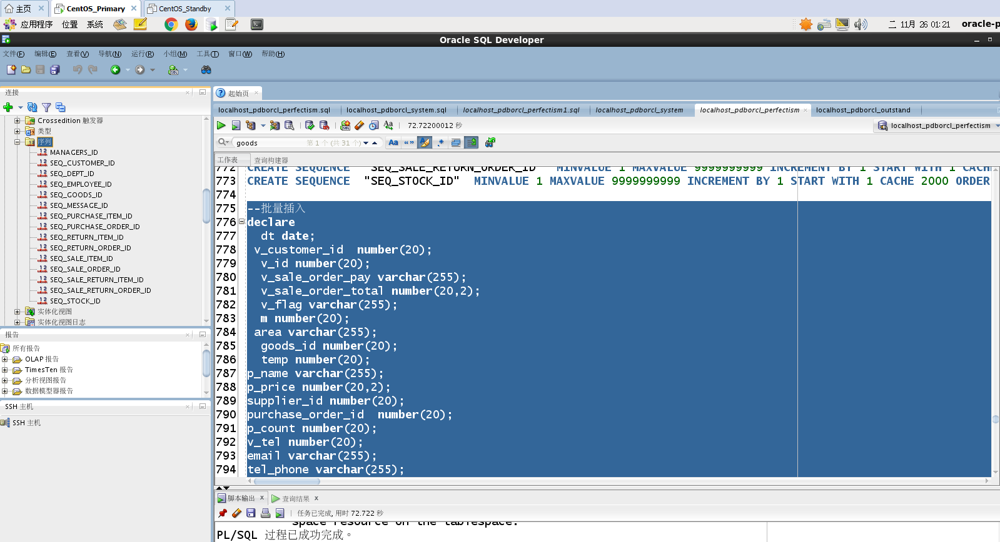 主页 × CentOS_Primary × CentOS_Standby ×
应用程序 位置 系统 二 11月 26 01:21 oracle-p
Oracle SQL Developer
文件(F) 编辑(E) 查看(V) 导航(N) 运行(R) 小组(M) 工具(T) 窗口(W) 帮助(H)
连接
Crossedition 触发器
类型
序列
MANAGERS_ID
SEQ_CUSTOMER_ID
SEQ_DEPT_ID
SEQ_EMPLOYEE_ID
SEQ_GOODS_ID
SEQ_MESSAGE_ID
SEQ_PURCHASE_ITEM_ID
SEQ_PURCHASE_ORDER_ID
SEQ_RETURN_ITEM_ID
SEQ_RETURN_ORDER_ID
SEQ_SALE_ITEM_ID
SEQ_SALE_ORDER_ID
SEQ_SALE_RETURN_ITEM_ID
SEQ_SALE_RETURN_ORDER_ID
SEQ_STOCK_ID
实体化视图
实体化视图日志
报告
所有报告
OLAP 报告
TimesTen 报告
分析视图报告
数据模型器报告
SSH 主机
SSH 主机
起始页
localhost_pdborcl_perfectism.sql localhost_pdborcl_system.sql localhost_pdborcl_perfectism1.sql localhost_pdborcl_system localhost_pdborcl_perfectism localhost_pdborcl_outstand
72.72200012 秒 localhost_pdborcl_perfectism
goods 第 1 个 (共 31 个) Aa “ ” .*
工作表 查询构建器
772 CREATE SEQUENCE "SEQ_SALE_RETURN_ORDER_ID" MINVALUE 1 MAXVALUE 9999999999 INCREMENT BY 1 START WITH 1 CACH
773 CREATE SEQUENCE "SEQ_STOCK_ID" MINVALUE 1 MAXVALUE 9999999999 INCREMENT BY 1 START WITH 1 CACHE 2000 ORDER
774
775 --批量插入
776 declare
777 dt date;
778 v_customer_id number(20);
779 v_id number(20);
780 v_sale_order_pay varchar(255);
781 v_sale_order_total number(20,2);
782 v_flag varchar(255);
783 m number(20);
784 area varchar(255);
785 goods_id number(20);
786 temp number(20);
787 p_name varchar(255);
788 p_price number(20,2);
789 supplier_id number(20);
790 purchase_order_id number(20);
791 p_count number(20);
792 v_tel number(20);
793 email varchar(255);
794 tel_phone varchar(255);
脚本输出 × 查询结果 ×
任务已完成, 用时 72.722 秒
space resource on the tablespace.
PL/SQL 过程已成功完成。